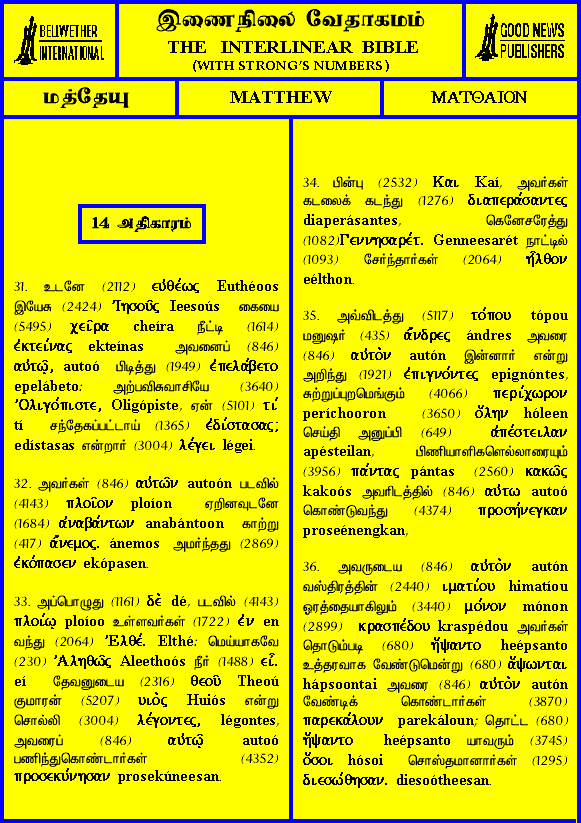 BELLWETHER
INTERNATIONAL
இணைநிலை வேதாகமம்
THE INTERLINEAR BIBLE
(WITH STRONG'S NUMBERS)
GOOD NEWS
PUBLISHERS
மத்தேயு
MATTHEW
ΜΑΤΘΑΙΟΝ
14 அதிகாரம்
31. உடனே (2112) εὐθέως Euthéoos
இயேசு (2424) Ἰησοῦς Ieesoús கையை
(5495) χεῖρα cheíra நீட்டி (1614)
ἐκτείνας ekteínas அவனைப் (846)
αὐτῷ, autoó பிடித்து (1949) ἐπελάβετο
epelábeto: அற்பவிசுவாசியே (3640)
Ὀλιγόπιστε, Oligópiste, ஏன் (5101) τί
tí சந்தேகப்பட்டாய் (1365) ἐδίστασας;
edístasas என்றார் (3004) λέγει légei.
32. அவர்கள் (846) αὐτῶν autoón படவில்
(4143) πλοῖον ploíon ஏறினவுடனே
(1684) ἀναβάντων anabántoon காற்று
(417) ἄνεμος. ánemos அமர்ந்தது (2869)
ἐκόπασεν ekópasen.
33. அப்பொழுது (1161) δὲ dé, படவில் (4143)
πλοίῳ ploíoo உள்ளவர்கள் (1722) ἐν en
வந்து (2064) Ἐλθέ. Elthé: மெய்யாகவே
(230) Ἀληθῶς Aleethoós நீர் (1488) εἶ.
eí தேவனுடைய (2316) θεοῦ Theoú
குமாரன் (5207) υιὸς Huiós என்று
சொல்லி (3004) λέγοντες, légontes,
அவரைப் (846) αὐτῷ autoó
பணிந்துகொண்டார்கள் (4352)
προσεκύνησαν prosekúneesan.
34. பின்பு (2532) Και Kaí, அவர்கள்
கடலைக் கடந்து (1276) διαπεράσαντες
diaperásantes, கெனேசரேத்து
(1082)Γεννησαρέτ. Genneesarét நாட்டில்
(1093) சேர்ந்தார்கள் (2064) ἦλθον
eélthon.
35. அவ்விடத்து (5117) τόπου tópou
மனுஷர் (435) ἄνδρες ándres அவரை
(846) αὐτὸν autón இன்னார் என்று
அறிந்து (1921) ἐπιγνόντες epignóntes,
சுற்றுப்புறமெங்கும் (4066) περίχωρον
períchooron (3650) ὅλην hóleen
செய்தி அனுப்பி (649) ἀπέστειλαν
apésteilan, பிணியாளிகளெல்லாரையும்
(3956) πάντας pántas (2560) κακῶς
kakoós அவரிடத்தில் (846) αὐτω autoó
கொண்டுவந்து (4374) προσήνεγκαν
proseénengkan,
36. அவருடைய (846) αὐτὸν autón
வஸ்திரத்தின் (2440) ιματίου himatíou
ஓரத்தையாகிலும் (3440) μόνον mónon
(2899) κρασπέδου kraspédou அவர்கள்
தொடும்படி (680) ἥψαντο heépsanto
உத்தரவாக வேண்டுமென்று (680) ἅψωνται
hápsoontai அவரை (846) αὐτὸν autón
வேண்டிக் கொண்டார்கள் (3870)
παρεκάλουν parekáloun; தொட்ட (680)
ἥψαντο heépsanto யாவரும் (3745)
ὅσοι hósoi சொஸ்தமானார்கள் (1295)
διεσώθησαν. diesoótheesan.